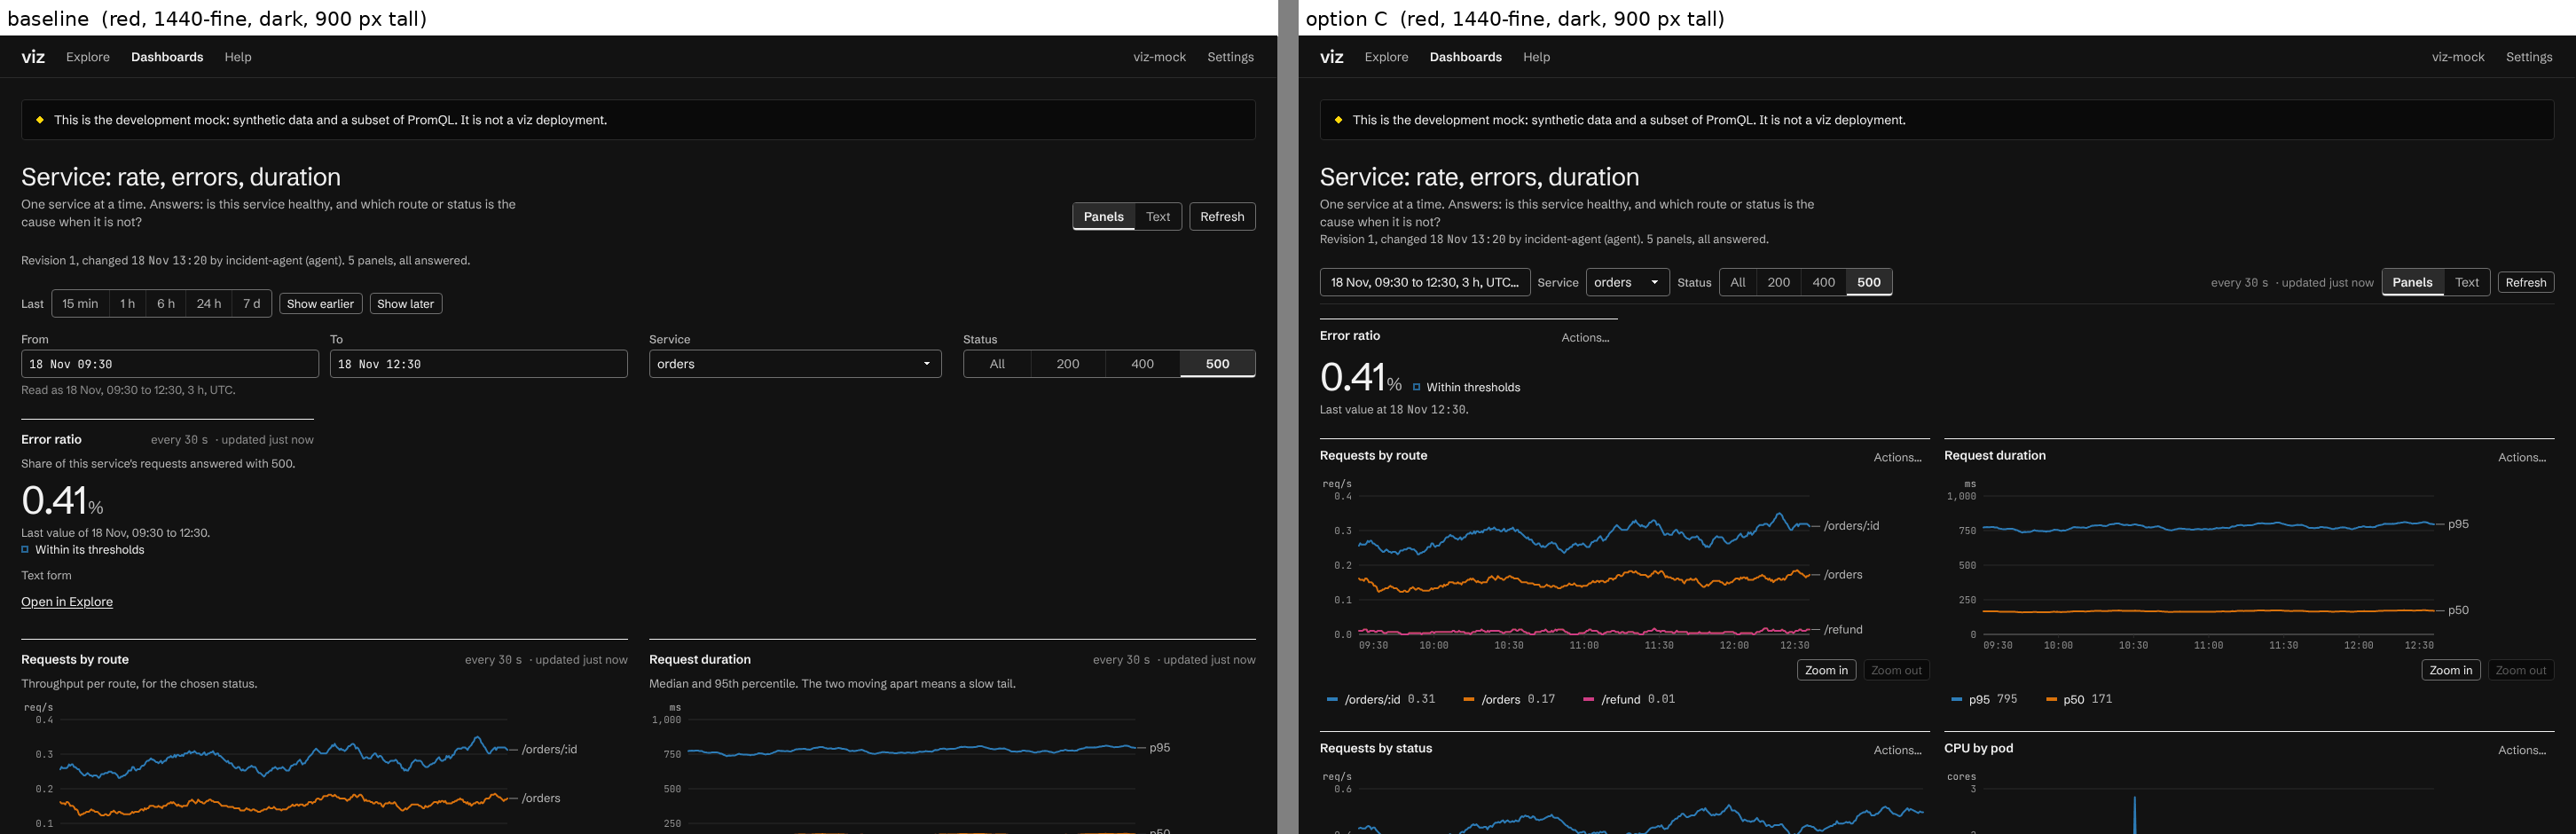 baseline (red, 1440-fine, dark, 900 px tall)
viz Explore Dashboards Help viz-mock Settings
This is the development mock: synthetic data and a subset of PromQL. It is not a viz deployment.
Service: rate, errors, duration
One service at a time. Answers: is this service healthy, and which route or status is the
cause when it is not?
Panels Text Refresh
Revision 1, changed 18 Nov 13:20 by incident-agent (agent). 5 panels, all answered.
Last 15 min 1 h 6 h 24 h 7 d Show earlier Show later
From To Service Status
18 Nov 09:30 18 Nov 12:30 orders All 200 400 500
Read as 18 Nov, 09:30 to 12:30, 3 h, UTC.
Error ratio every 30 s · updated just now
Share of this service's requests answered with 500.
0.41%
Last value of 18 Nov, 09:30 to 12:30.
Within its thresholds
Text form
Open in Explore
Requests by route every 30 s · updated just now
Throughput per route, for the chosen status.
req/s
0.4
0.3 /orders/:id
0.2 /orders
0.1
Request duration every 30 s · updated just now
Median and 95th percentile. The two moving apart means a slow tail.
ms
1,000
750 p95
500
250
p50
option C (red, 1440-fine, dark, 900 px tall)
viz Explore Dashboards Help viz-mock Settings
This is the development mock: synthetic data and a subset of PromQL. It is not a viz deployment.
Service: rate, errors, duration
One service at a time. Answers: is this service healthy, and which route or status is the
cause when it is not?
Revision 1, changed 18 Nov 13:20 by incident-agent (agent). 5 panels, all answered.
18 Nov, 09:30 to 12:30, 3 h, UTC... Service orders Status All 200 400 500 every 30 s · updated just now Panels Text Refresh
Error ratio Actions...
0.41% Within thresholds
Last value at 18 Nov 12:30.
Requests by route Actions...
req/s
0.4
0.3 /orders/:id
0.2 /orders
0.1
0.0 /refund
09:30 10:00 10:30 11:00 11:30 12:00 12:30
Zoom in Zoom out
/orders/:id 0.31 /orders 0.17 /refund 0.01
Request duration Actions...
ms
1,000
750 p95
500
250 p50
0
09:30 10:00 10:30 11:00 11:30 12:00 12:30
Zoom in Zoom out
p95 795 p50 171
Requests by status Actions...
req/s
0.6
CPU by pod Actions...
cores
3